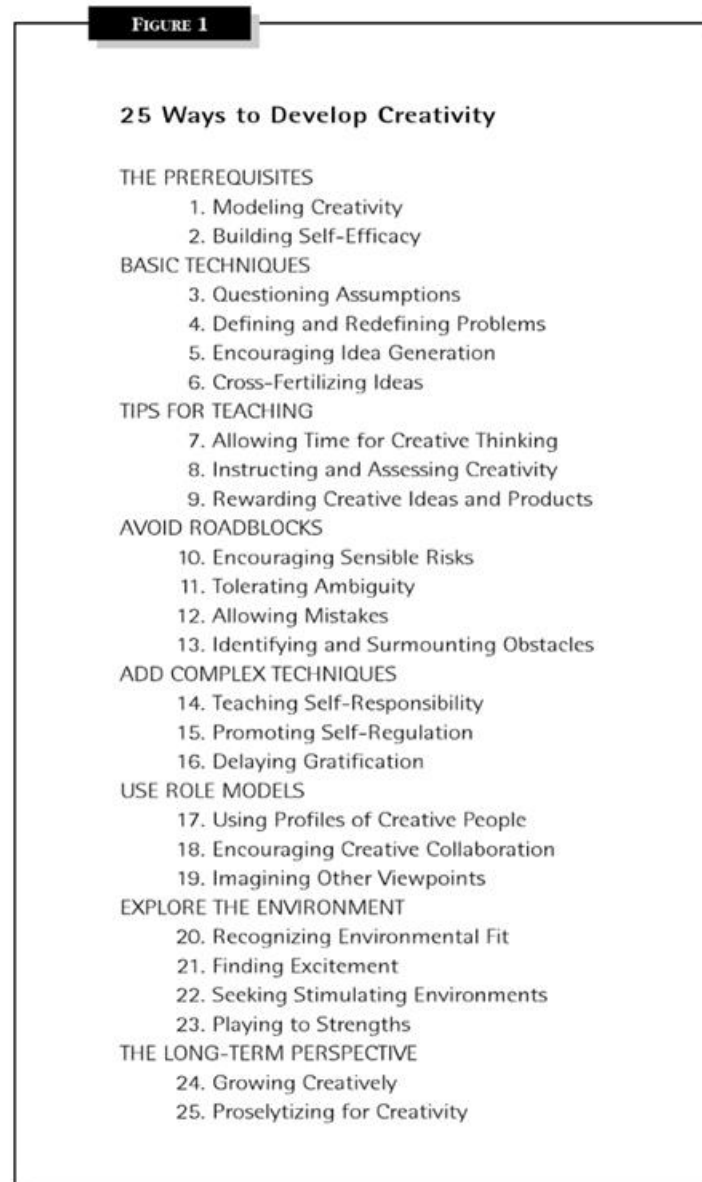 FIGURE 1
25 Ways to Develop Creativity
THE PREREQUISITES
1. Modeling Creativity
2. Building Self-Efficacy
BASIC TECHNIQUES
3. Questioning Assumptions
4. Defining and Redefining Problems
5. Encouraging Idea Generation
6. Cross-Fertilizing Ideas
TIPS FOR TEACHING
7. Allowing Time for Creative Thinking
8. Instructing and Assessing Creativity
9. Rewarding Creative Ideas and Products
AVOID ROADBLOCKS
10. Encouraging Sensible Risks
11. Tolerating Ambiguity
12. Allowing Mistakes
13. Identifying and Surmounting Obstacles
ADD COMPLEX TECHNIQUES
14. Teaching Self-Responsibility
15. Promoting Self-Regulation
16. Delaying Gratification
USE ROLE MODELS
17. Using Profiles of Creative People
18. Encouraging Creative Collaboration
19. Imagining Other Viewpoints
EXPLORE THE ENVIRONMENT
20. Recognizing Environmental Fit
21. Finding Excitement
22. Seeking Stimulating Environments
23. Playing to Strengths
THE LONG-TERM PERSPECTIVE
24. Growing Creatively
25. Proselytizing for Creativity